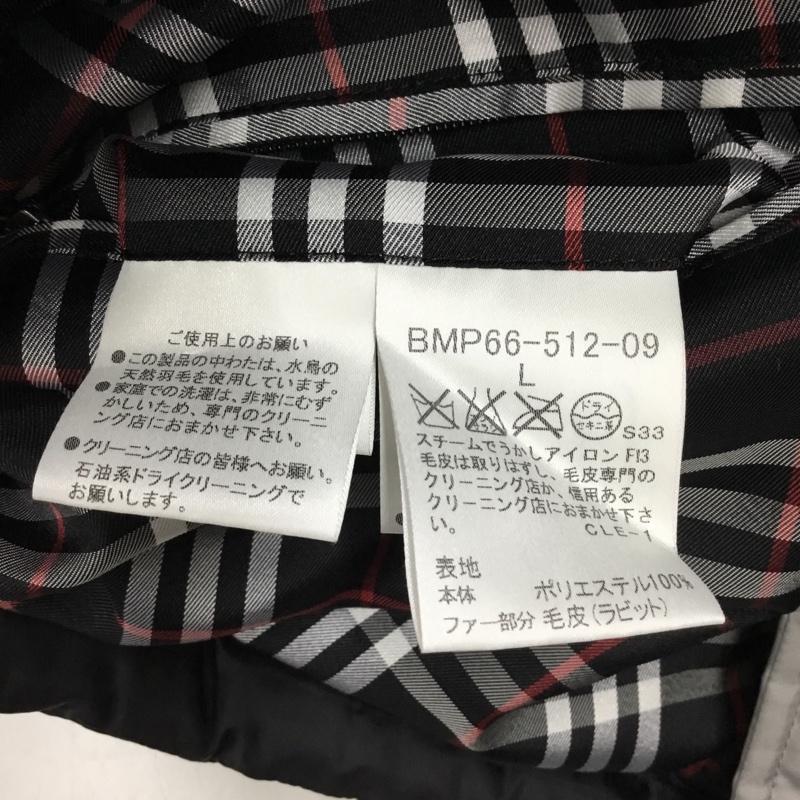 ご使用上のお願い
●この製品の中わたは、水鳥の
天然羽毛を使用しています。
●家庭での洗濯は、非常にむず
かしいため、専門のクリーニ
ング店におまかせ下さい。
●クリーニング店の皆様へお願い。
石油系ドライクリーニングで
お願いします。
BMP66-512-09
L
ドライ
セキユ系
S33
スチームでうかしアイロン F13
毛皮は取りはずし、毛皮専門の
クリーニング店か、信用ある
クリーニング店におまかせ下さ
い。
CLE-1
表地
本体 ポリエステル100%
ファー部分 毛皮(ラビット)